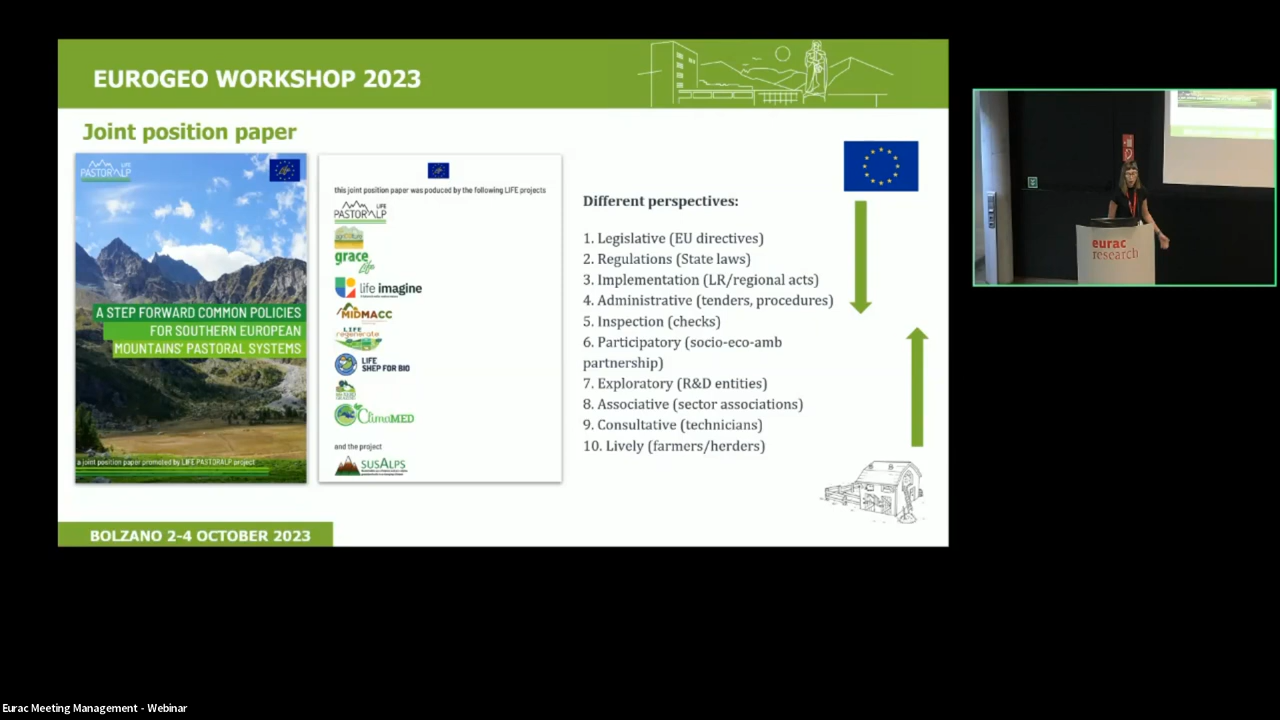 EUROGEO WORKSHOP 2023
Joint position paper
LIFE
PASTORALP
A STEP FORWARD COMMON POLICIES
FOR SOUTHERN EUROPEAN
MOUNTAINS' PASTORAL SYSTEMS
a joint position paper promoted by LIFE PASTORALP project
this joint position paper was poduced by the following LIFE projects
LIFE
PASTORALP
grace
Life
life imagine
MIDMACC
LIFE
regenerate
LIFE
SHEP FOR BIO
ClimaMED
and the project
SUSALPS
Different perspectives:
1. Legislative (EU directives)
2. Regulations (State laws)
3. Implementation (LR/regional acts)
4. Administrative (tenders, procedures)
5. Inspection (checks)
6. Participatory (socio-eco-amb
partnership)
7. Exploratory (R&D entities)
8. Associative (sector associations)
9. Consultative (technicians)
10. Lively (farmers/herders)
BOLZANO 2-4 OCTOBER 2023
eurac
research
Eurac Meeting Management - Webinar